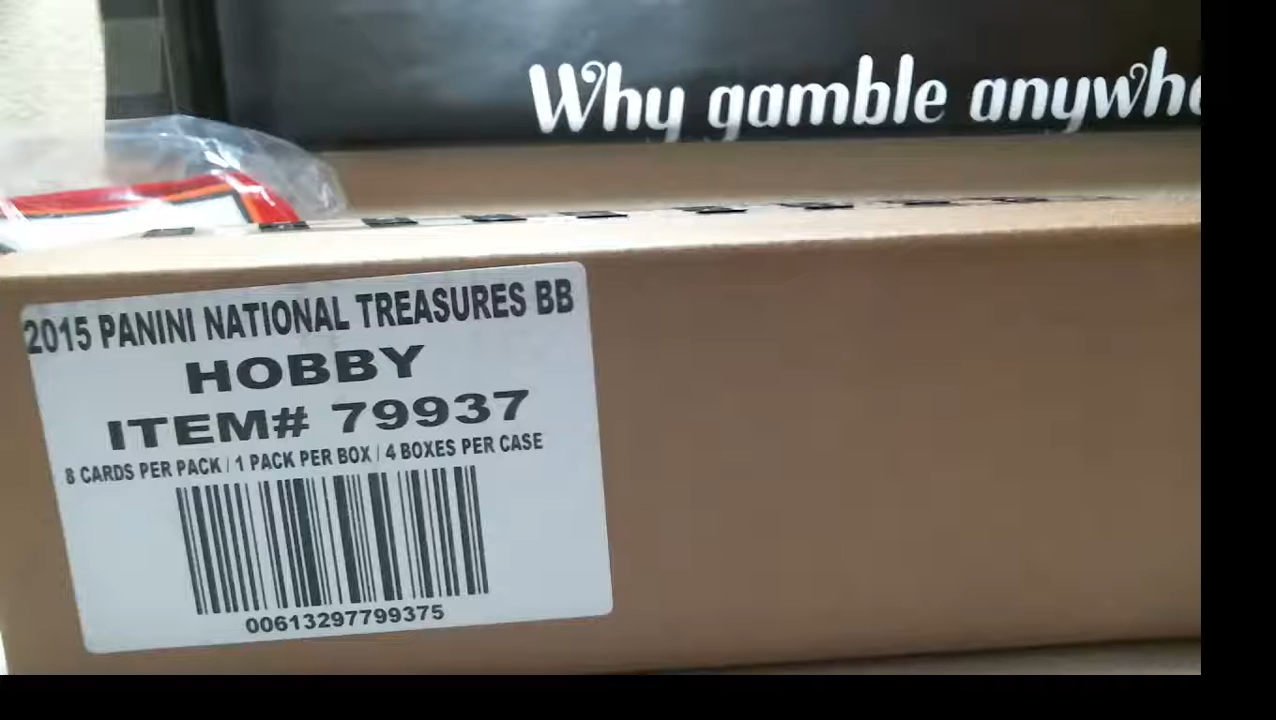 Why gamble anywh
2015 PANINI NATIONAL TREASURES BB
HOBBY
ITEM# 79937
8 CARDS PER PACK / 1 PACK PER BOX / 4 BOXES PER CASE
00613297799375